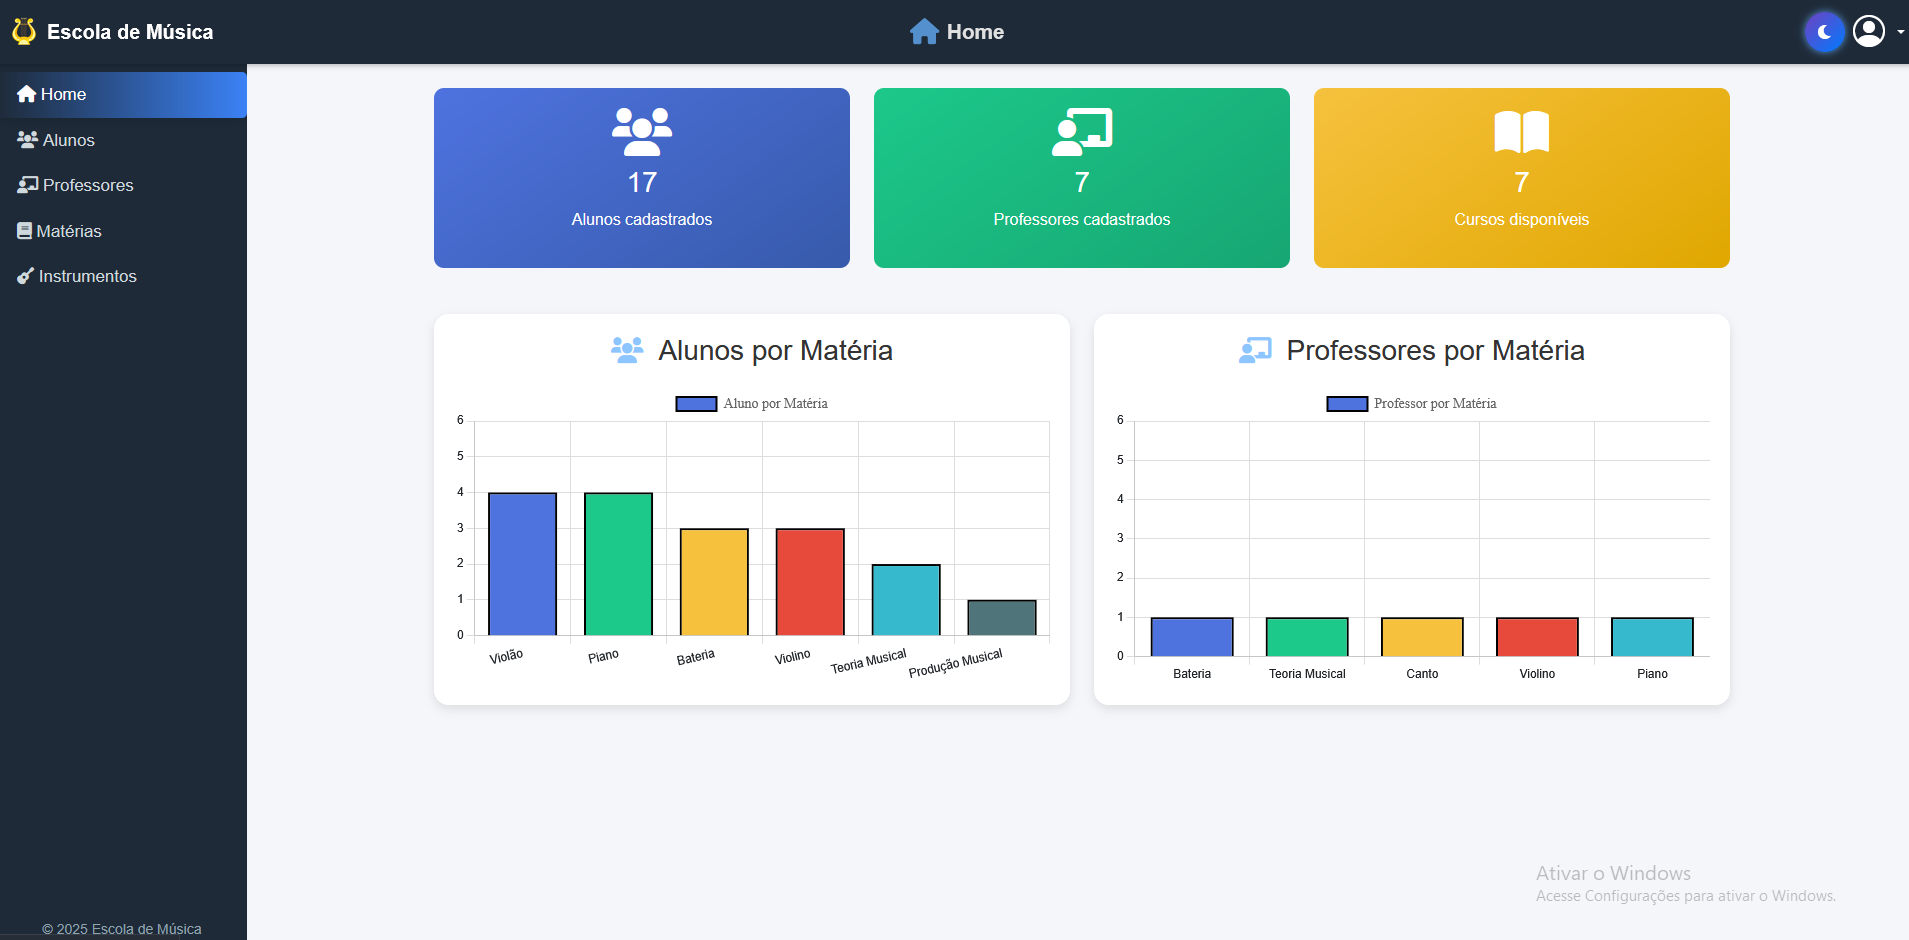 Escola de Música
Home
Home
Alunos
Professores
Matérias
Instrumentos
17
Alunos cadastrados
7
Professores cadastrados
7
Cursos disponíveis
Alunos por Matéria
Aluno por Matéria
6
5
4
3
2
1
0
Violão
Piano
Bateria
Violino
Teoria Musical
Produção Musical
Professores por Matéria
Professor por Matéria
6
5
4
3
2
1
0
Bateria
Teoria Musical
Canto
Violino
Piano
Ativar o Windows
Acesse Configurações para ativar o Windows.
© 2025 Escola de Música